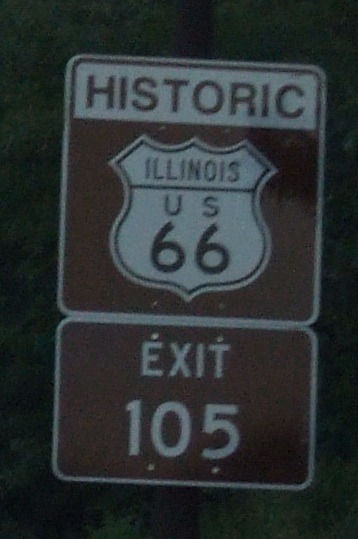 HISTORIC
ILLINOIS
U S
66
EXIT
105